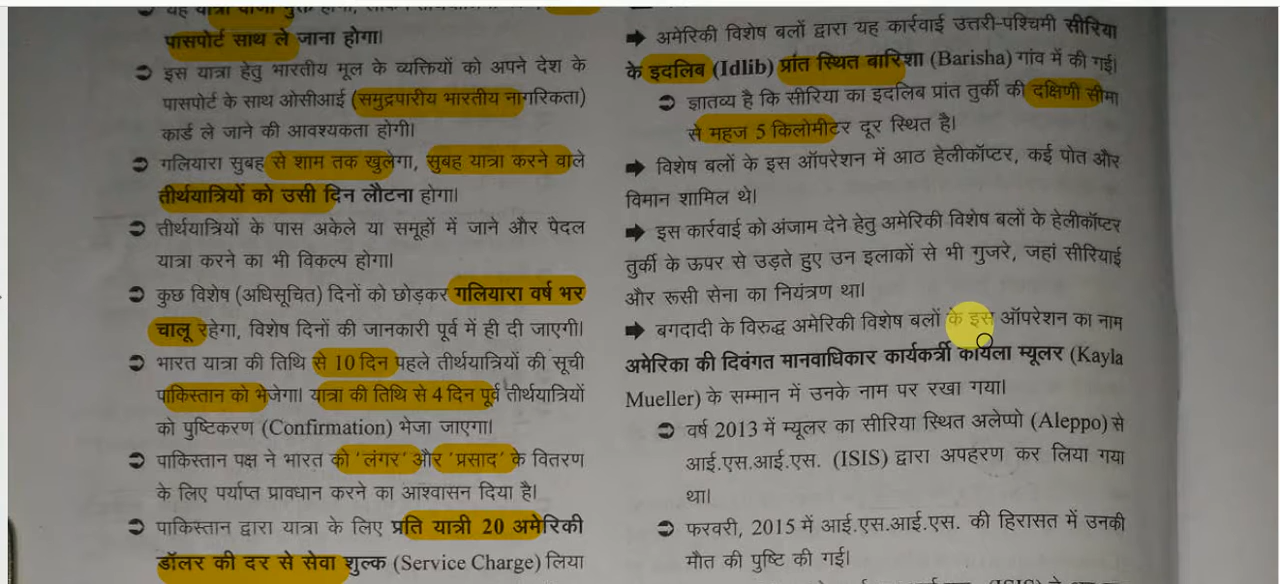 यह यात्रा वीजा मुक्त होगी, लेकिन
पासपोर्ट साथ ले जाना होगा।
➲ इस यात्रा हेतु भारतीय मूल के व्यक्तियों को अपने देश के
पासपोर्ट के साथ ओसीआई (समुद्रपारीय भारतीय नागरिकता)
कार्ड ले जाने की आवश्यकता होगी।
➲ गलियारा सुबह से शाम तक खुलेगा, सुबह यात्रा करने वाले
तीर्थयात्रियों को उसी दिन लौटना होगा।
➲ तीर्थयात्रियों के पास अकेले या समूहों में जाने और पैदल
यात्रा करने का भी विकल्प होगा।
➲ कुछ विशेष (अधिसूचित) दिनों को छोड़कर गलियारा वर्ष भर
चालू रहेगा, विशेष दिनों की जानकारी पूर्व में ही दी जाएगी।
➲ भारत यात्रा की तिथि से 10 दिन पहले तीर्थयात्रियों की सूची
पाकिस्तान को भेजेगा। यात्रा की तिथि से 4 दिन पूर्व तीर्थयात्रियों
को पुष्टिकरण (Confirmation) भेजा जाएगा।
➲ पाकिस्तान पक्ष ने भारत को 'लंगर' और 'प्रसाद' के वितरण
के लिए पर्याप्त प्रावधान करने का आश्वासन दिया है।
➲ पाकिस्तान द्वारा यात्रा के लिए प्रति यात्री 20 अमेरिकी
डॉलर की दर से सेवा शुल्क (Service Charge) लिया
➡ अमेरिकी विशेष बलों द्वारा यह कार्रवाई उत्तरी-पश्चिमी सीरिया
के इदलिब (Idlib) प्रांत स्थित बारिशा (Barisha) गांव में की गई।
➲ ज्ञातव्य है कि सीरिया का इदलिब प्रांत तुर्की की दक्षिणी सीमा
से महज 5 किलोमीटर दूर स्थित है।
➡ विशेष बलों के इस ऑपरेशन में आठ हेलीकॉप्टर, कई पोत और
विमान शामिल थे।
➡ इस कार्रवाई को अंजाम देने हेतु अमेरिकी विशेष बलों के हेलीकॉप्टर
तुर्की के ऊपर से उड़ते हुए उन इलाकों से भी गुजरे, जहां सीरियाई
और रूसी सेना का नियंत्रण था।
➡ बगदादी के विरुद्ध अमेरिकी विशेष बलों के इस ऑपरेशन का नाम
अमेरिका की दिवंगत मानवाधिकार कार्यकर्त्री कायला म्यूलर (Kayla
Mueller) के सम्मान में उनके नाम पर रखा गया।
➲ वर्ष 2013 में म्यूलर का सीरिया स्थित अलेप्पो (Aleppo) से
आई.एस.आई.एस. (ISIS) द्वारा अपहरण कर लिया गया
था।
➲ फरवरी, 2015 में आई.एस.आई.एस. की हिरासत में उनकी
मौत की पुष्टि की गई।